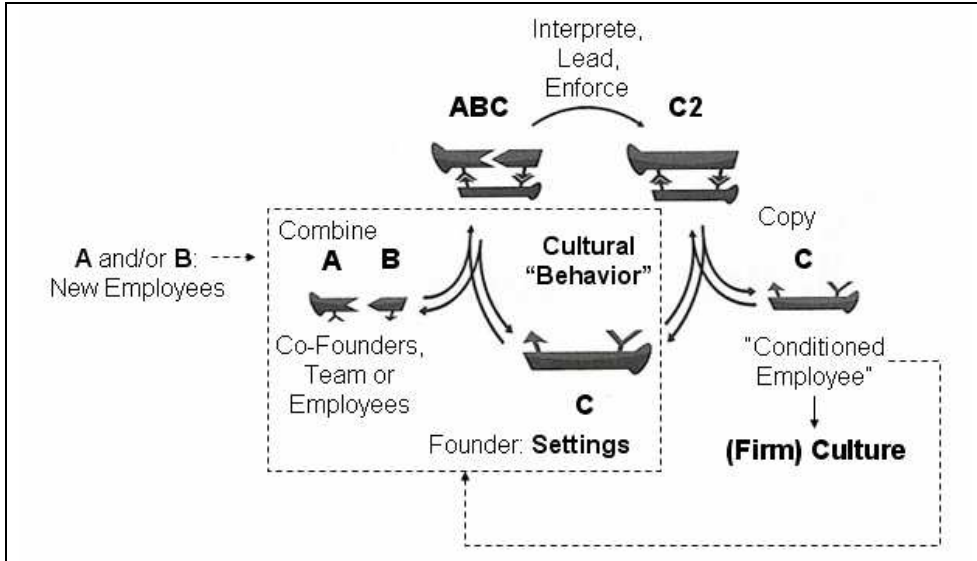 Interprete,
Lead,
Enforce
ABC
C2
Combine
A B
Cultural
“Behavior”
Copy
C
A and/or B:
New Employees
Co-Founders,
Team or
Employees
C
Founder: Settings
"Conditioned
Employee"
(Firm) Culture